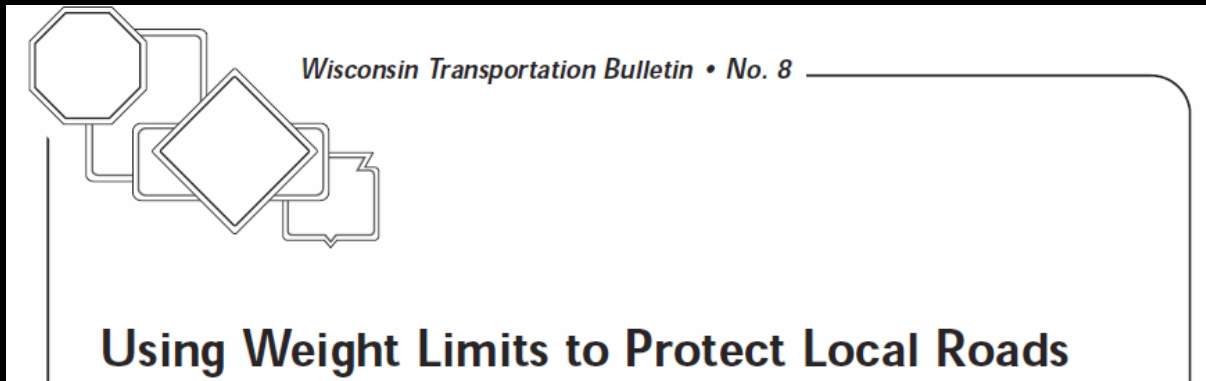 Wisconsin Transportation Bulletin • No. 8
Using Weight Limits to Protect Local Roads